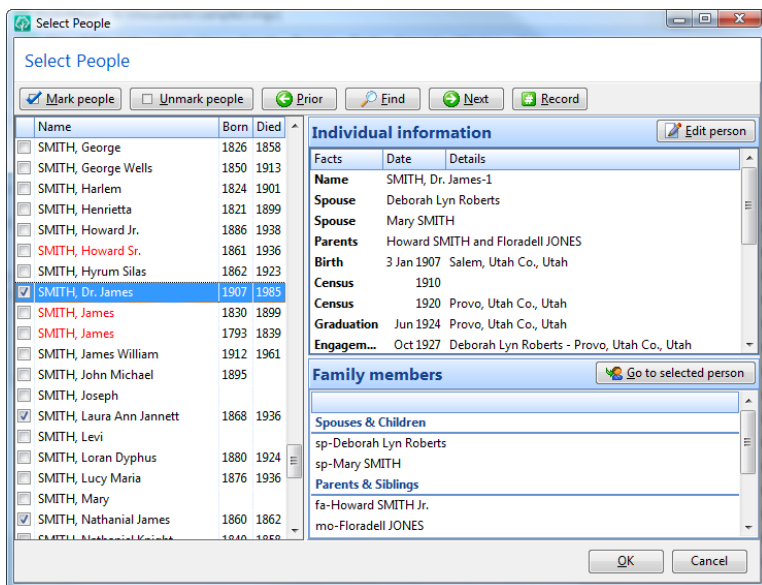 Select People
Select People
Mark people Unmark people Prior Find Next Record
Name Born Died
SMITH, George 1826 1858
SMITH, George Wells 1850 1913
SMITH, Harlem 1824 1901
SMITH, Henrietta 1821 1899
SMITH, Howard Jr. 1886 1938
SMITH, Howard Sr. 1861 1936
SMITH, Hyrum Silas 1862 1923
SMITH, Dr. James 1907 1985
SMITH, James 1830 1899
SMITH, James 1793 1839
SMITH, James William 1912 1961
SMITH, John Michael 1895
SMITH, Joseph
SMITH, Laura Ann Jannett 1868 1936
SMITH, Levi
SMITH, Loran Dyphus 1880 1924
SMITH, Lucy Maria 1876 1936
SMITH, Mary
SMITH, Nathanial James 1860 1862
SMITH, Nathaniel Knight 1840 1858
Individual information Edit person
Facts Date Details
Name SMITH, Dr. James-1
Spouse Deborah Lyn Roberts
Spouse Mary SMITH
Parents Howard SMITH and Floradell JONES
Birth 3 Jan 1907 Salem, Utah Co., Utah
Census 1910
Census 1920 Provo, Utah Co., Utah
Graduation Jun 1924 Provo, Utah Co., Utah
Engagem... Oct 1927 Deborah Lyn Roberts - Provo, Utah Co., Utah
Family members Go to selected person
Spouses & Children
sp-Deborah Lyn Roberts
sp-Mary SMITH
Parents & Siblings
fa-Howard SMITH Jr.
mo-Floradell JONES
OK Cancel